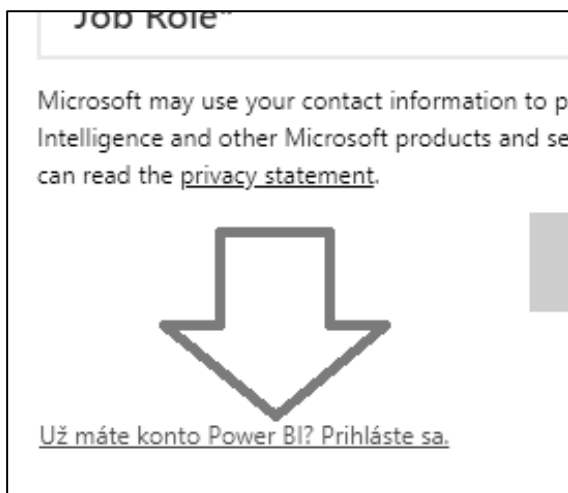 Job Role*
Microsoft may use your contact information to p
Intelligence and other Microsoft products and se
can read the privacy statement.
Už máte konto Power BI? Prihláste sa.